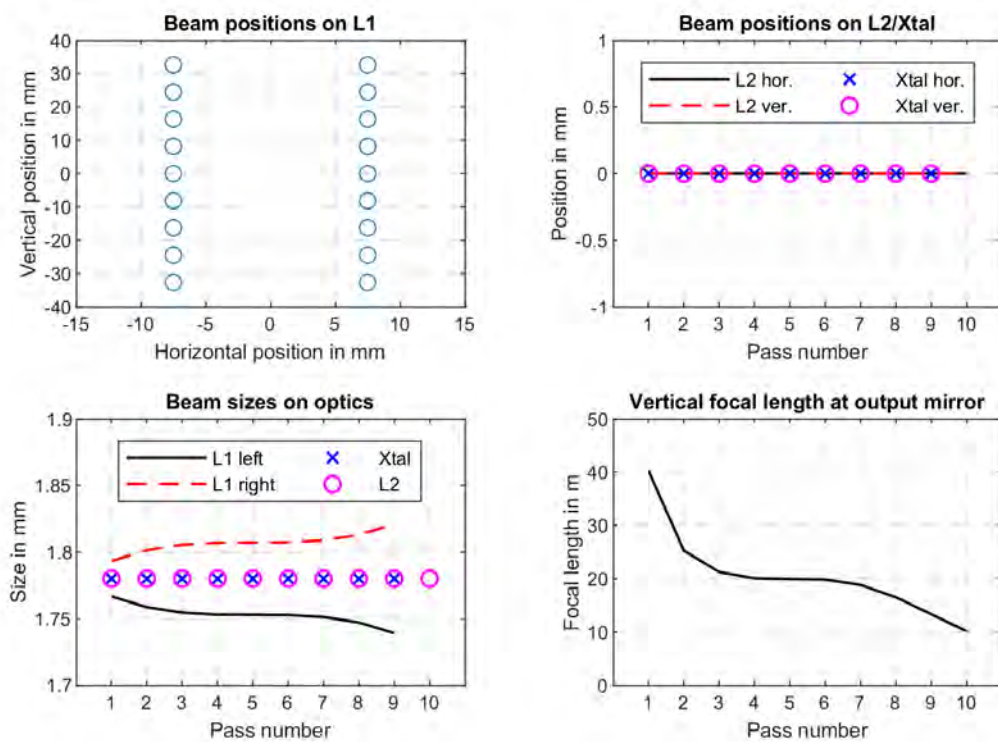 Beam positions on L1
Vertical position in mm
40
30
20
10
0
-10
-20
-30
-40
-15
-10
-5
0
5
10
15
Horizontal position in mm
Beam positions on L2/Xtal
Position in mm
1
0.5
0
-0.5
-1
L2 hor.
L2 ver.
Xtal hor.
Xtal ver.
1 2 3 4 5 6 7 8 9 10
Pass number
Beam sizes on optics
Size in mm
1.9
1.85
1.8
1.75
1.7
L1 left
L1 right
Xtal
L2
1 2 3 4 5 6 7 8 9 10
Pass number
Vertical focal length at output mirror
Focal length in m
50
40
30
20
10
0
1 2 3 4 5 6 7 8 9 10
Pass number